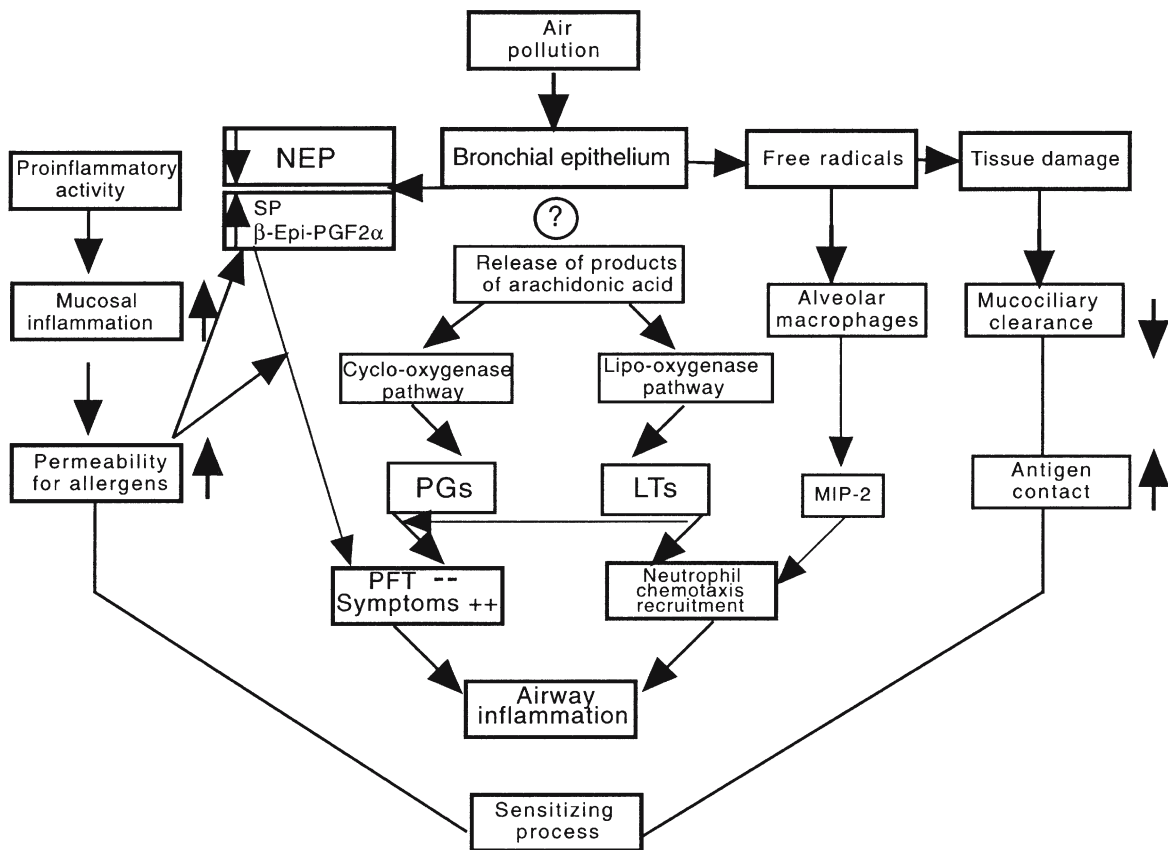 Air
pollution
NEP
Bronchial epithelium
Free radicals
Tissue damage
Proinflammatory
activity
SP
β-Epi-PGF2α
?
Release of products
of arachidonic acid
Mucosal
inflammation
Alveolar
macrophages
Mucociliary
clearance
Cyclo-oxygenase
pathway
Lipo-oxygenase
pathway
Permeability
for allergens
PGs
LTs
MIP-2
Antigen
contact
PFT --
Symptoms ++
Neutrophil
chemotaxis
recruitment
Airway
inflammation
Sensitizing
process